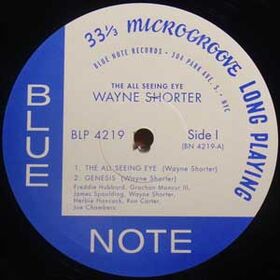 33⅓ MICROGROOVE LONG PLAYING
BLUE NOTE RECORDS · 304 PARK AVE. S. · NYC
THE ALL SEEING EYE
WAYNE SHORTER
BLP 4219
Side I
(BN 4219-A)
1. THE ALL SEEING EYE (Wayne Shorter)
2. GENESIS (Wayne Shorter)
Freddie Hubbard, Grachan Moncur III,
James Spaulding, Wayne Shorter,
Herbie Hancock, Ron Carter,
Joe Chambers
BLUE
NOTE